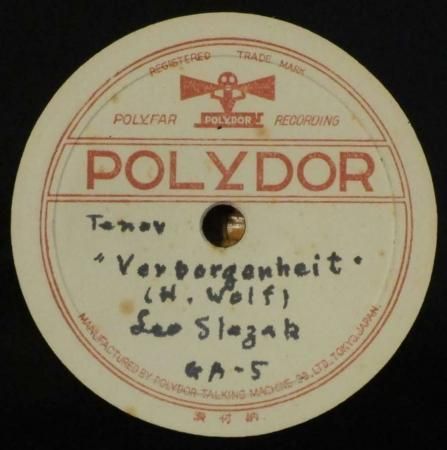 REGISTERED TRADE MARK
POLYFAR POLYDOR RECORDING
POLYDOR
Tenor
"Verborgenheit"
(H. Wolf)
Leo Slezak
GA-5
MANUFACTURED BY POLYDOR TALKING MACHINE CO., LTD., TOKYO, JAPAN.